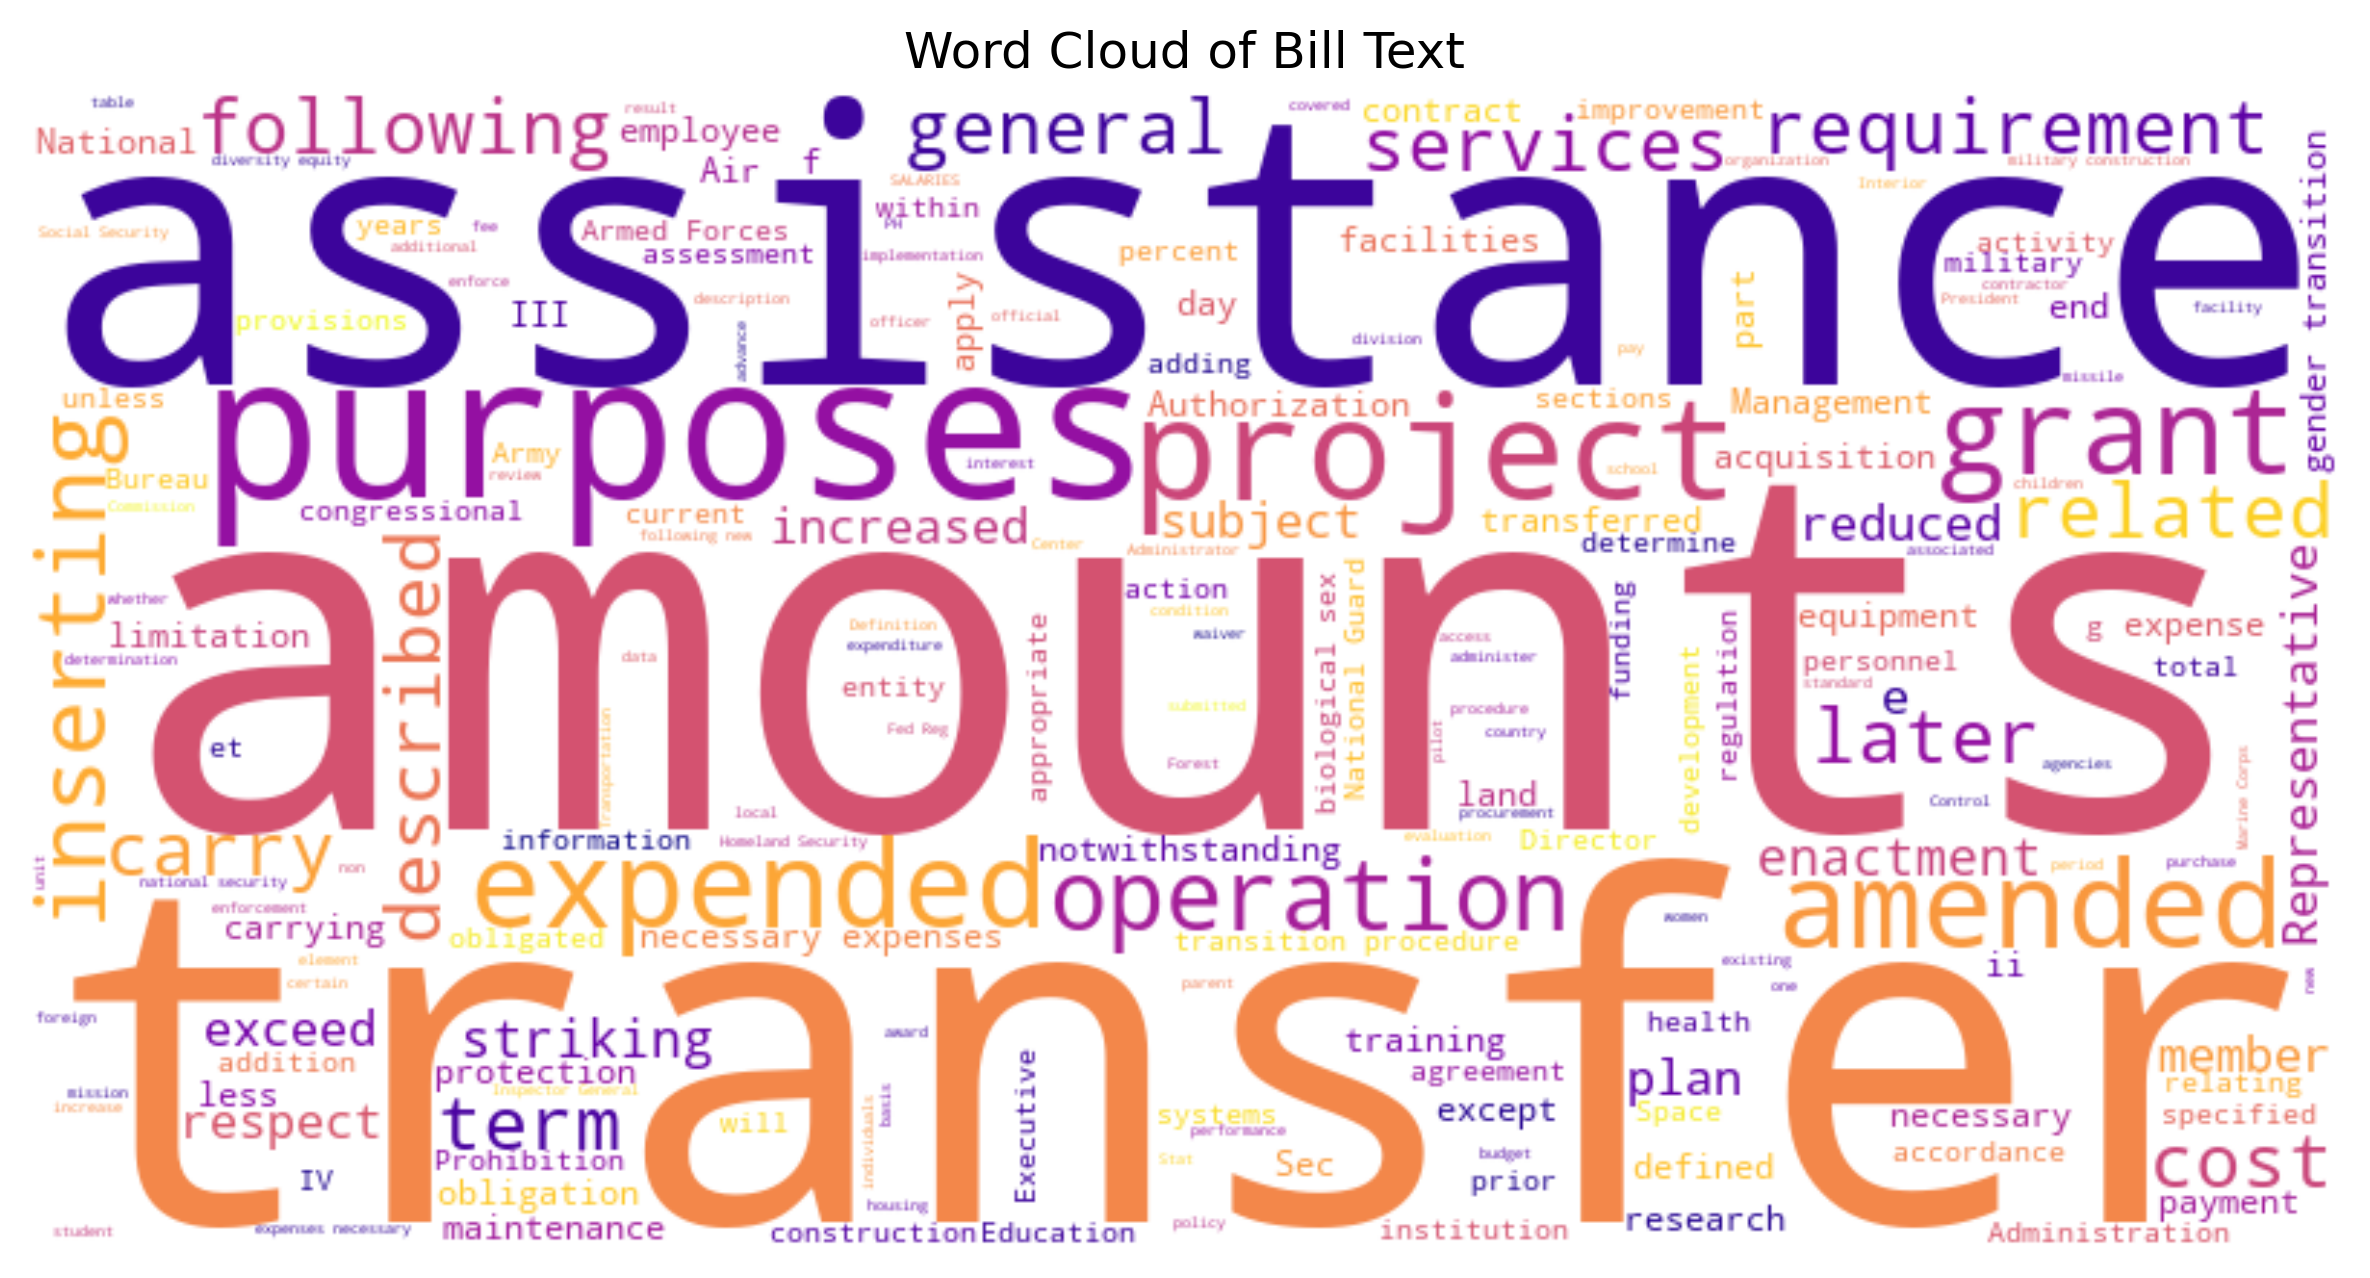 Word Cloud of Bill Text
table
National
following
result
employee
diversity equity
Air
f
general
covered
contract
improvement
services
requirement
organization
military construction
SALARIES
within
PH
Interior
assistance
Social Security
years
fee
additional
Armed Forces
assessment
implementation
percent
facilities
activity
military
contractor
President
end
facility
gender transition
enforce
III
description
provisions
advance
officer
official
apply
day
adding
division
pay
part
missile
unless
inserting
purposes
Authorization
project
sections
Management
grant
Bureau
Army
review
interest
acquisition
school
children
Commission
congressional
current
following new
increased
Center
subject
Administrator
transferred
determine
reduced
associated
related
described
amounts
whether
limitation
determination
et
data
Transportation
local
Definition
expenditure
entity
Fed Reg
appropriate
action
condition
waiver
submitted
Forest
biological sex
National Guard
access
administer
procedure
pilot
country
land
procurement
funding
development
regulation
equipment
personnel
standard
e
later
g
expense
total
agencies
Control
Marine Corps
Representative
carry
information
Homeland Security
notwithstanding
evaluation
Director
enactment
period
purchase
unit
non
national security
expended
operation
amended
enforcement
carrying
obligated
necessary expenses
transition procedure
women
existing
ii
one
new
element
certain
parent
transfer
foreign
exceed
striking
award
training
health
addition
protection
agreement
member
mission
increase
less
Inspector General
plan
relating
respect
term
will
individuals
basis
Executive
systems
performance
except
Space
necessary
specified
Prohibition
Stat
Sec
budget
prior
defined
accordance
cost
IV
obligation
housing
payment
student
expenses necessary
maintenance
construction
Education
policy
institution
research
Administration